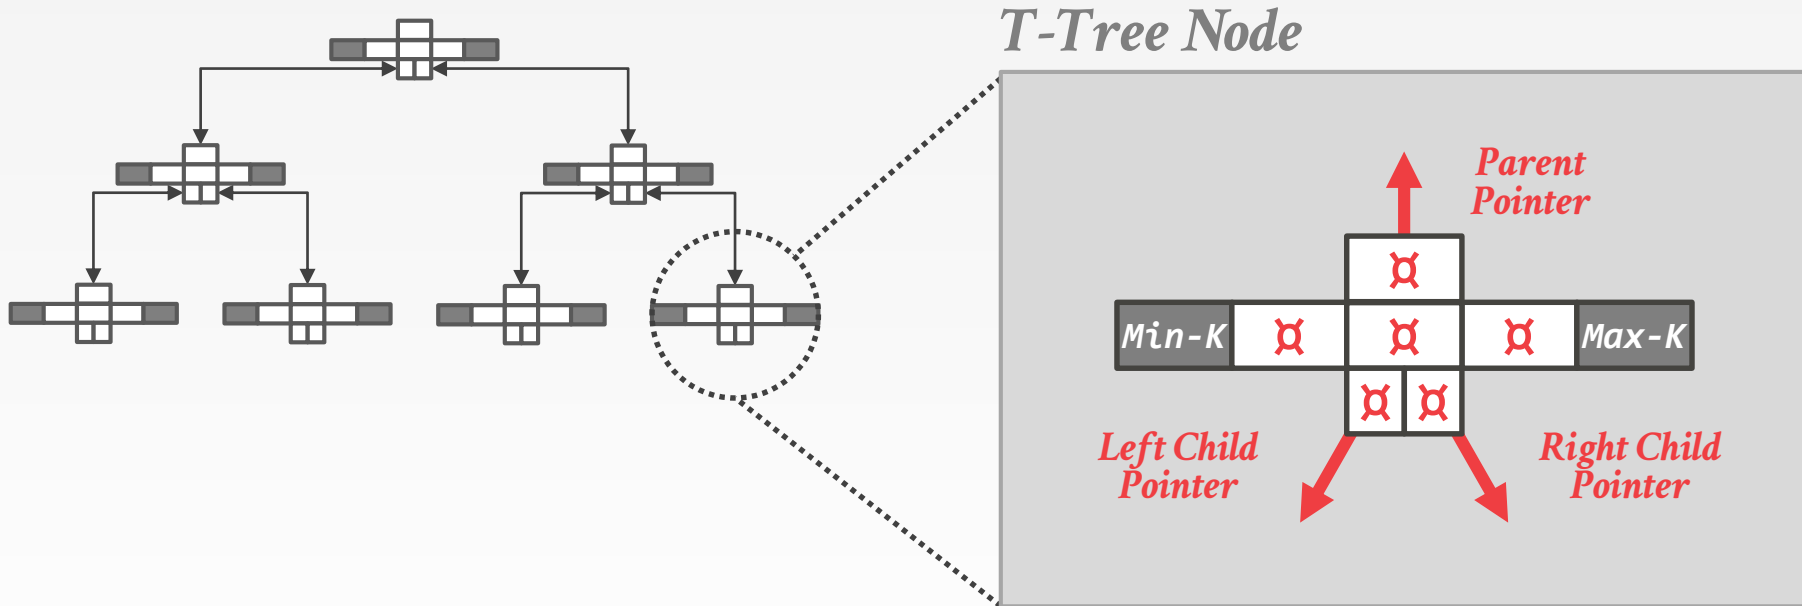 T-Tree Node
Parent
Pointer
¤
Min-K ¤ ¤ ¤ Max-K
¤ ¤
Left Child
Pointer
Right Child
Pointer